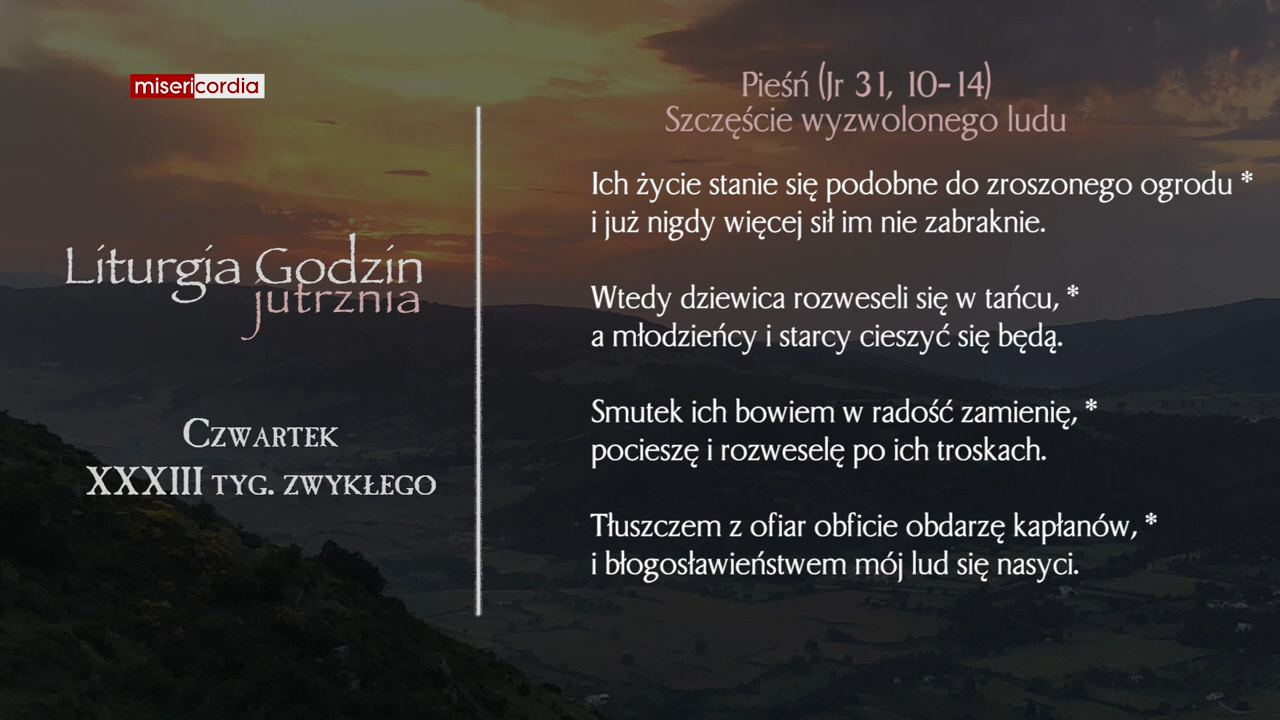 misericordia
Liturgia Godzin
jutrznia
Czwartek
XXXIII tyg. zwykłego
Pieśń (Jr 31, 10-14)
Szczęście wyzwolonego ludu
Ich życie stanie się podobne do zroszonego ogrodu *
i już nigdy więcej sił im nie zabraknie.
Wtedy dziewica rozweseli się w tańcu, *
a młodzieńcy i starcy cieszyć się będą.
Smutek ich bowiem w radość zamienię, *
pocieszę i rozweselę po ich troskach.
Tłuszczem z ofiar obficie obdarzę kapłanów, *
i błogosławieństwem mój lud się nasyci.